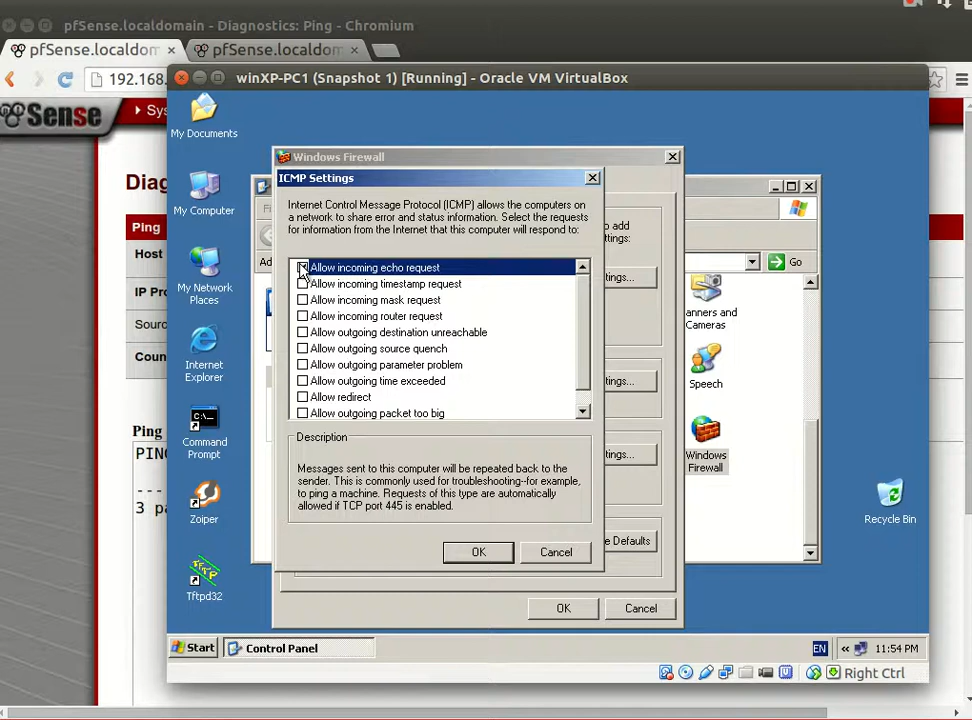 pfSense.localdomain - Diagnostics: Ping - Chromium
pfSense.localdomain
pfSense.localdom
192.168.
winXP-PC1 (Snapshot 1) [Running] - Oracle VM VirtualBox
Sense
Sys
Diag
Ping
Host
IP Pro
Sourc
Coun
Ping
PING
---
3 pa
My Documents
My Computer
My Network
Places
Internet
Explorer
Command
Prompt
Zoiper
Tftpd32
Windows Firewall
ICMP Settings
Internet Control Message Protocol (ICMP) allows the computers on
a network to share error and status information. Select the requests
for information from the Internet that this computer will respond to:
Allow incoming echo request
Allow incoming timestamp request
Allow incoming mask request
Allow incoming router request
Allow outgoing destination unreachable
Allow outgoing source quench
Allow outgoing parameter problem
Allow outgoing time exceeded
Allow redirect
Allow outgoing packet too big
Description
Messages sent to this computer will be repeated back to the
sender. This is commonly used for troubleshooting--for example,
to ping a machine. Requests of this type are automatically
allowed if TCP port 445 is enabled.
OK
Cancel
to add
ttings:
ttings...
ttings...
ttings...
e Defaults
OK
Cancel
Go
anners and
Cameras
Speech
Windows
Firewall
Recycle Bin
Start
Control Panel
EN
11:54 PM
Right Ctrl